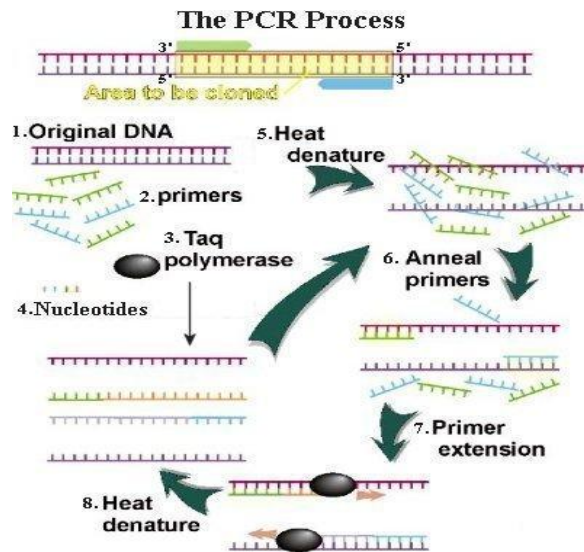 The PCR Process
3' 5'
5' 3'
Area to be cloned
1.Original DNA
2.primers
3. Taq
polymerase
4.Nucleotides
5.Heat
denature
6. Anneal
primers
7.Primer
extension
8.Heat
denature